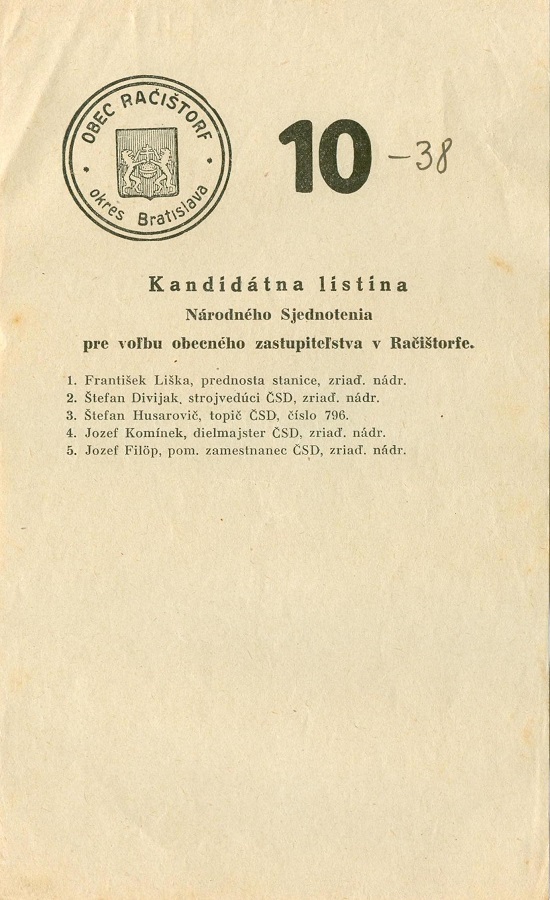 OBEC RAČIŠTORF
okres Bratislava
10 -38
Kandidátna listina
Národného Sjednotenia
pre voľbu obecného zastupiteľstva v Račištorfe.
1. František Liška, prednosta stanice, zriaď. nádr.
2. Štefan Divijak, strojvedúci ČSD, zriaď. nádr.
3. Štefan Husarovič, topič ČSD, číslo 796.
4. Jozef Komínek, dielmajster ČSD, zriaď. nádr.
5. Jozef Filöp, pom. zamestnanec ČSD, zriaď. nádr.